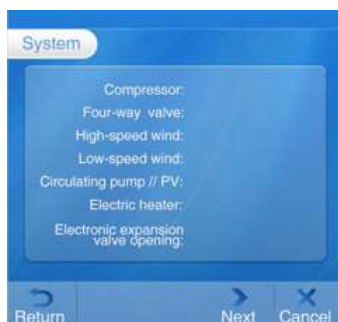 System
Compressor:
Four-way valve:
High-speed wind:
Low-speed wind:
Circulating pump // PV:
Electric heater:
Electronic expansion
valve opening:
Return Next Cancel